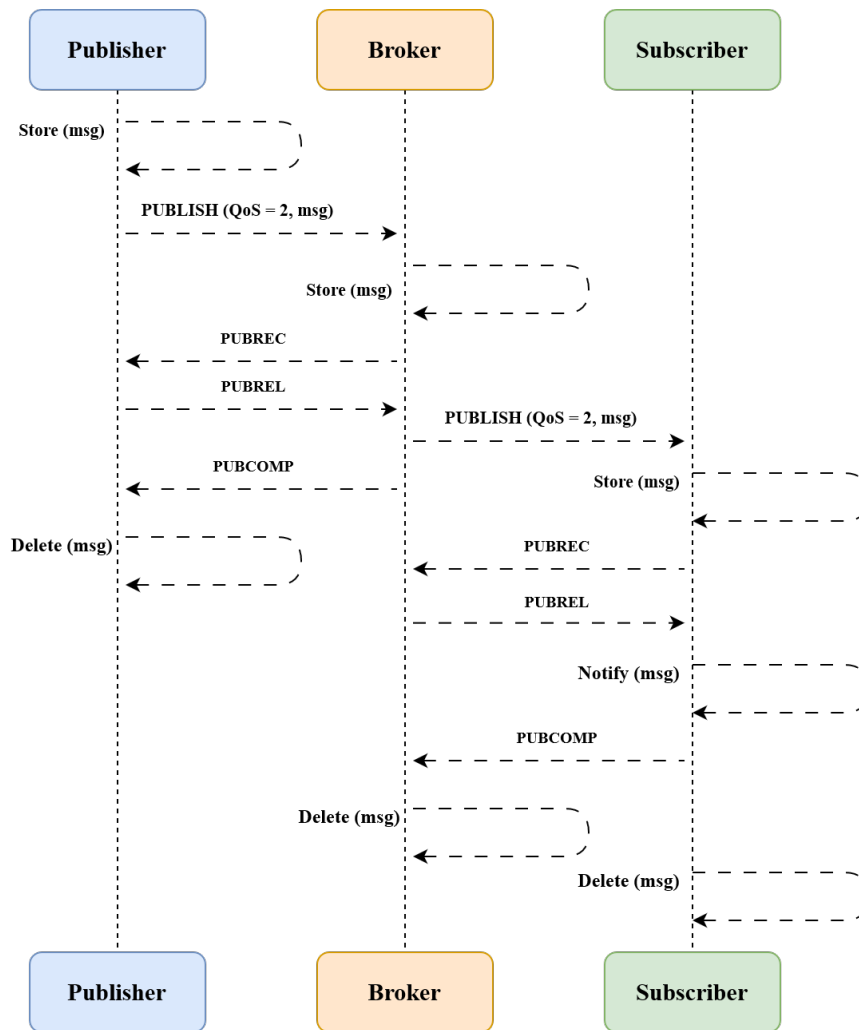 Publisher
Broker
Subscriber
Store (msg)
PUBLISH (QoS = 2, msg)
Store (msg)
PUBREC
PUBREL
PUBLISH (QoS = 2, msg)
PUBCOMP
Store (msg)
Delete (msg)
PUBREC
PUBREL
Notify (msg)
PUBCOMP
Delete (msg)
Delete (msg)
Publisher
Broker
Subscriber